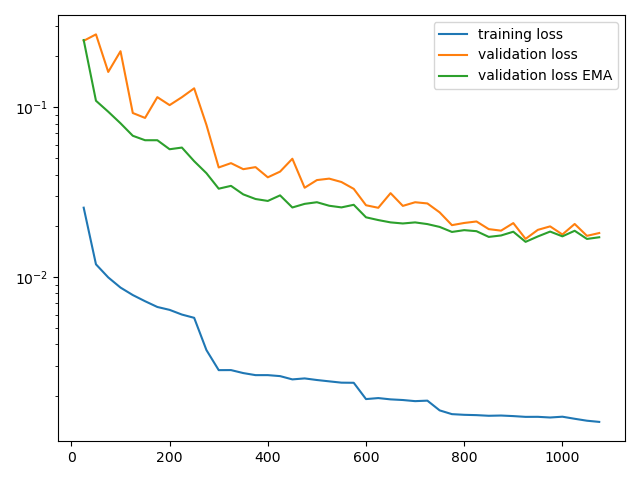 training loss
validation loss
validation loss EMA
10⁻¹
10⁻²
0 200 400 600 800 1000